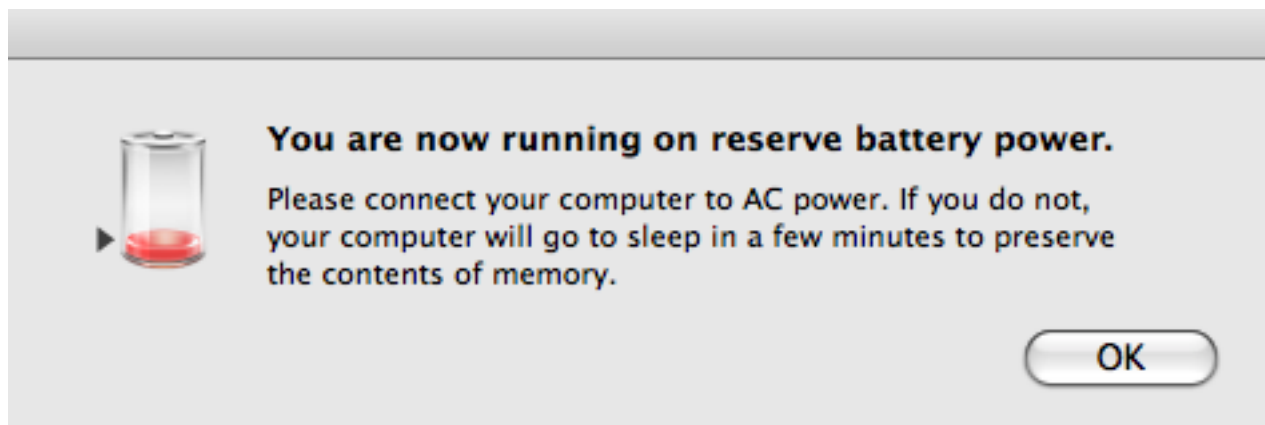 You are now running on reserve battery power.
Please connect your computer to AC power. If you do not,
your computer will go to sleep in a few minutes to preserve
the contents of memory.
OK